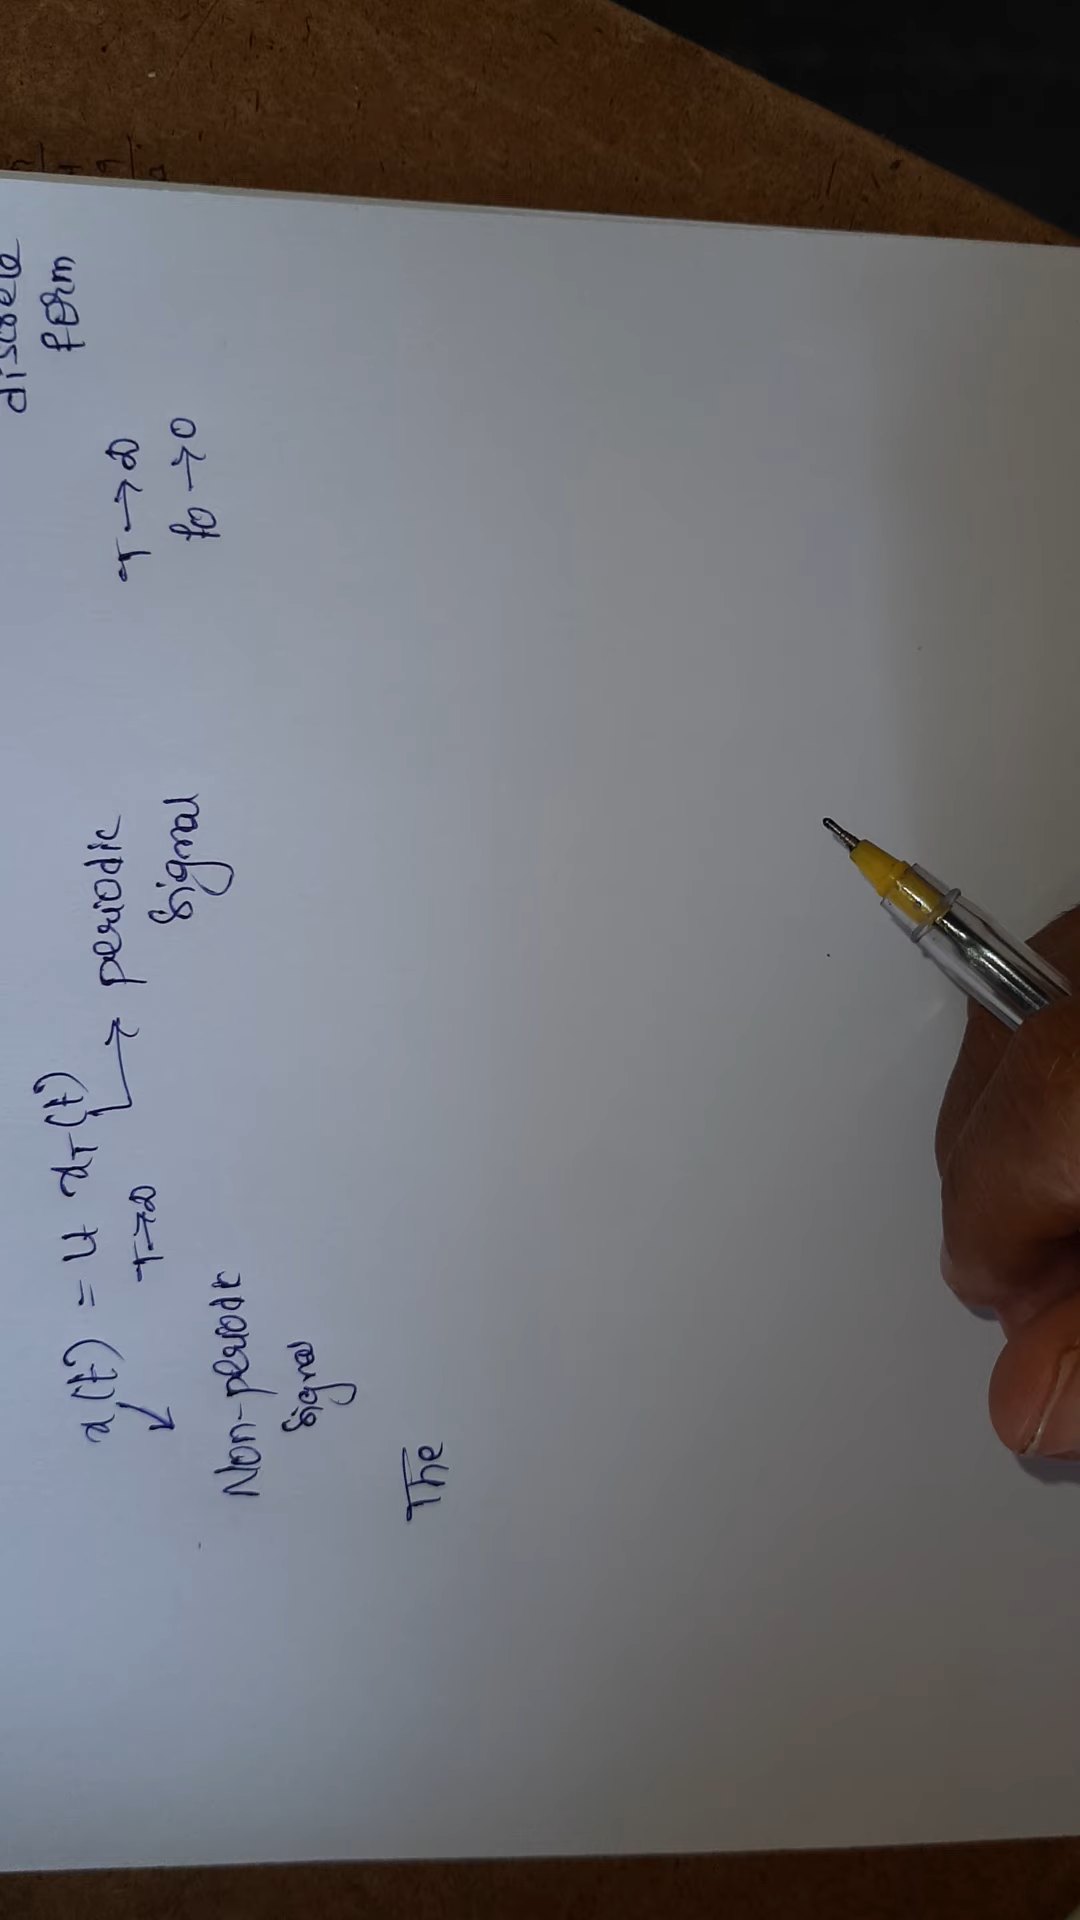 discrete
form
x(t) = lt x_T(t)
T→∞
T→∞
f0→0
periodic
signal
Non-periodic
signal
The